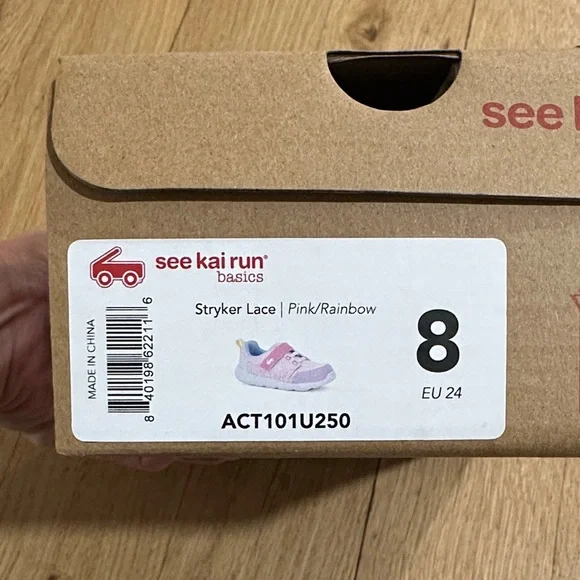 see
see kai run®
basics
MADE IN CHINA
8 40198 62211 6
Stryker Lace | Pink/Rainbow
8
EU 24
ACT101U250